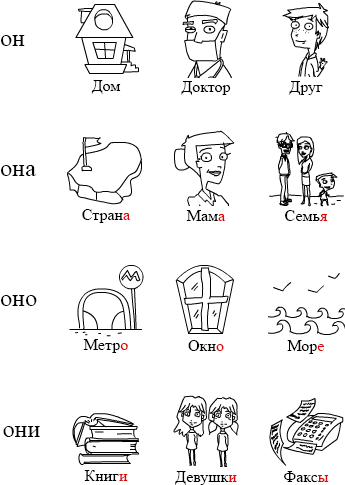 он
Дом Доктор Друг
она
Страна Мама Семья
М
оно
Метро Окно Море
они
Книги Девушки Факсы